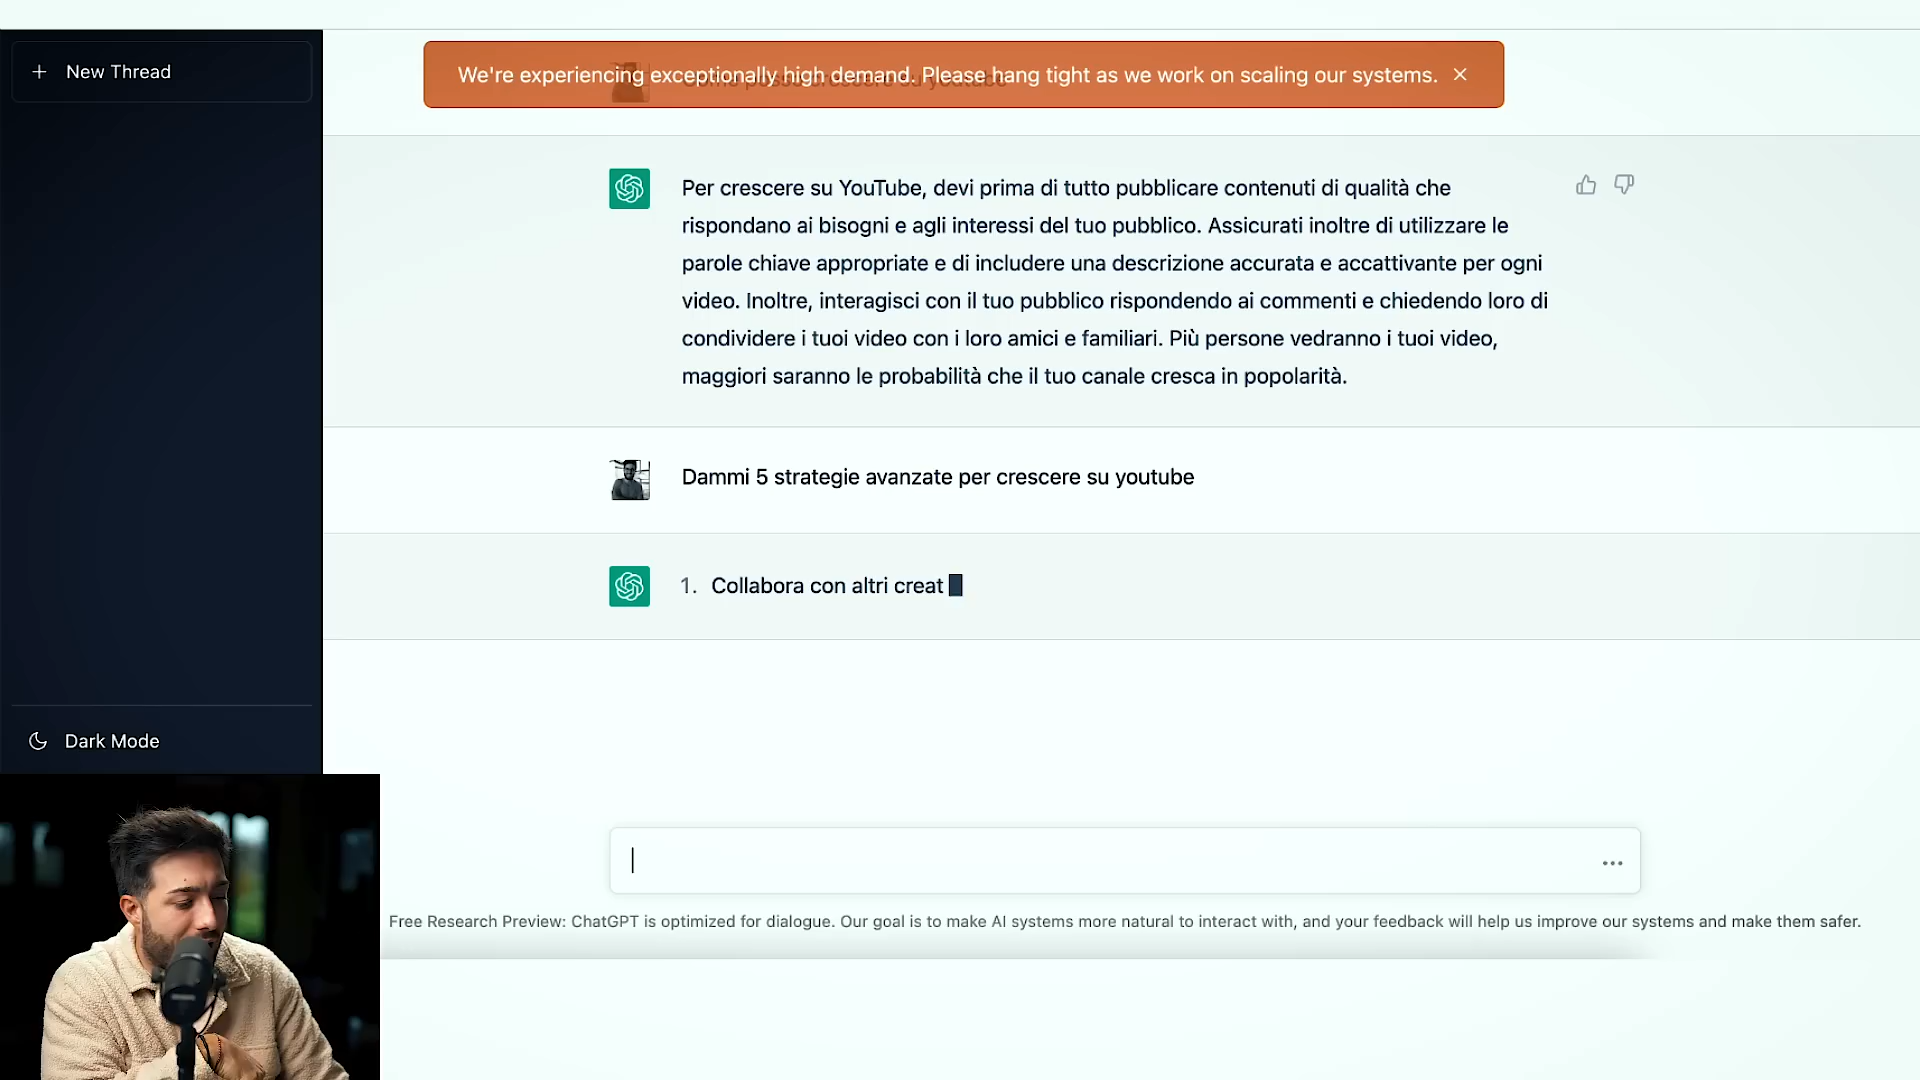 New Thread
We're experiencing exceptionally high demand. Please hang tight as we work on scaling our systems.
Per crescere su YouTube, devi prima di tutto pubblicare contenuti di qualità che
rispondano ai bisogni e agli interessi del tuo pubblico. Assicurati inoltre di utilizzare le
parole chiave appropriate e di includere una descrizione accurata e accattivante per ogni
video. Inoltre, interagisci con il tuo pubblico rispondendo ai commenti e chiedendo loro di
condividere i tuoi video con i loro amici e familiari. Più persone vedranno i tuoi video,
maggiori saranno le probabilità che il tuo canale cresca in popolarità.
Dammi 5 strategie avanzate per crescere su youtube
1. Collabora con altri creat
Dark Mode
Free Research Preview: ChatGPT is optimized for dialogue. Our goal is to make AI systems more natural to interact with, and your feedback will help us improve our systems and make them safer.